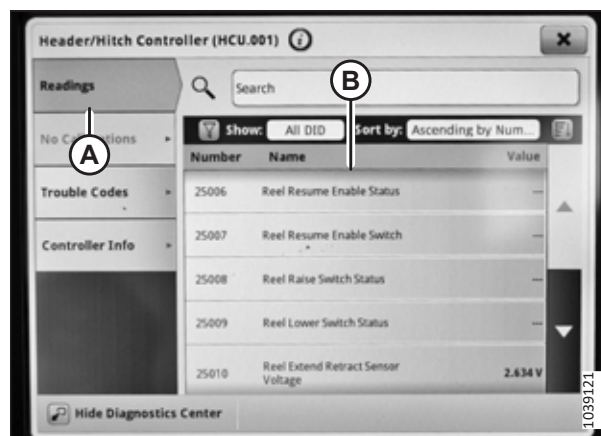 Header/Hitch Controller (HCU.001)
Readings
Search
B
Show: All DID Sort by: Ascending by Num...
No Calibrations
A
Number Name Value
Trouble Codes
25006 Reel Resume Enable Status ---
25007 Reel Resume Enable Switch ---
Controller Info
25008 Reel Raise Switch Status ---
25009 Reel Lower Switch Status ---
25010 Reel Extend Retract Sensor
Voltage 2.634 V
Hide Diagnostics Center
1039121